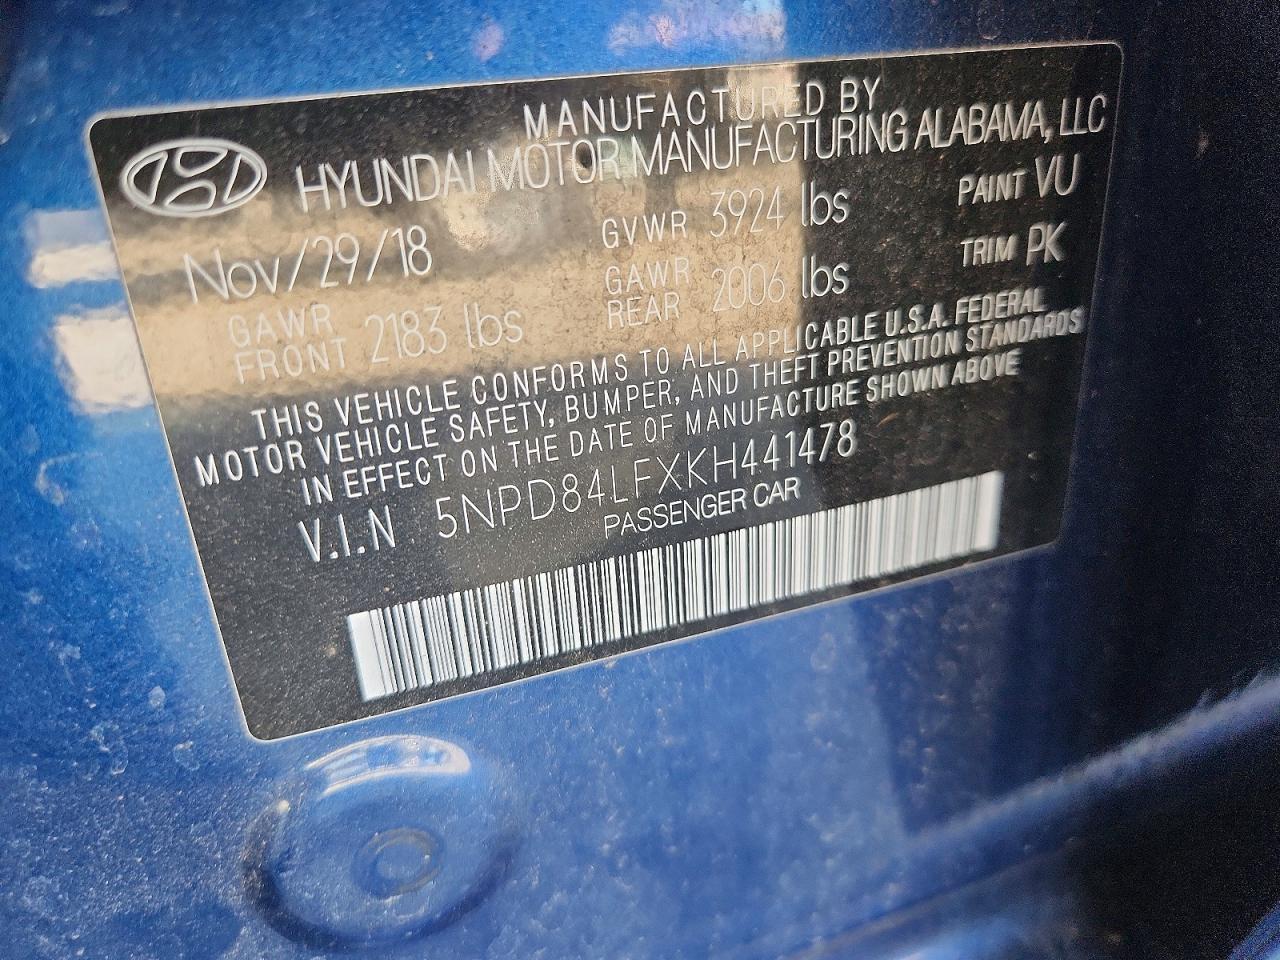 MANUFACTURED BY
HYUNDAI MOTOR MANUFACTURING ALABAMA, LLC
Nov/29/18 GVWR 3924 lbs PAINT VU
GAWR FRONT 2183 lbs GAWR REAR 2006 lbs TRIM PK
THIS VEHICLE CONFORMS TO ALL APPLICABLE U.S.A. FEDERAL
MOTOR VEHICLE SAFETY, BUMPER, AND THEFT PREVENTION STANDARDS
IN EFFECT ON THE DATE OF MANUFACTURE SHOWN ABOVE
V.I.N 5NPD84LFXKH441478
PASSENGER CAR